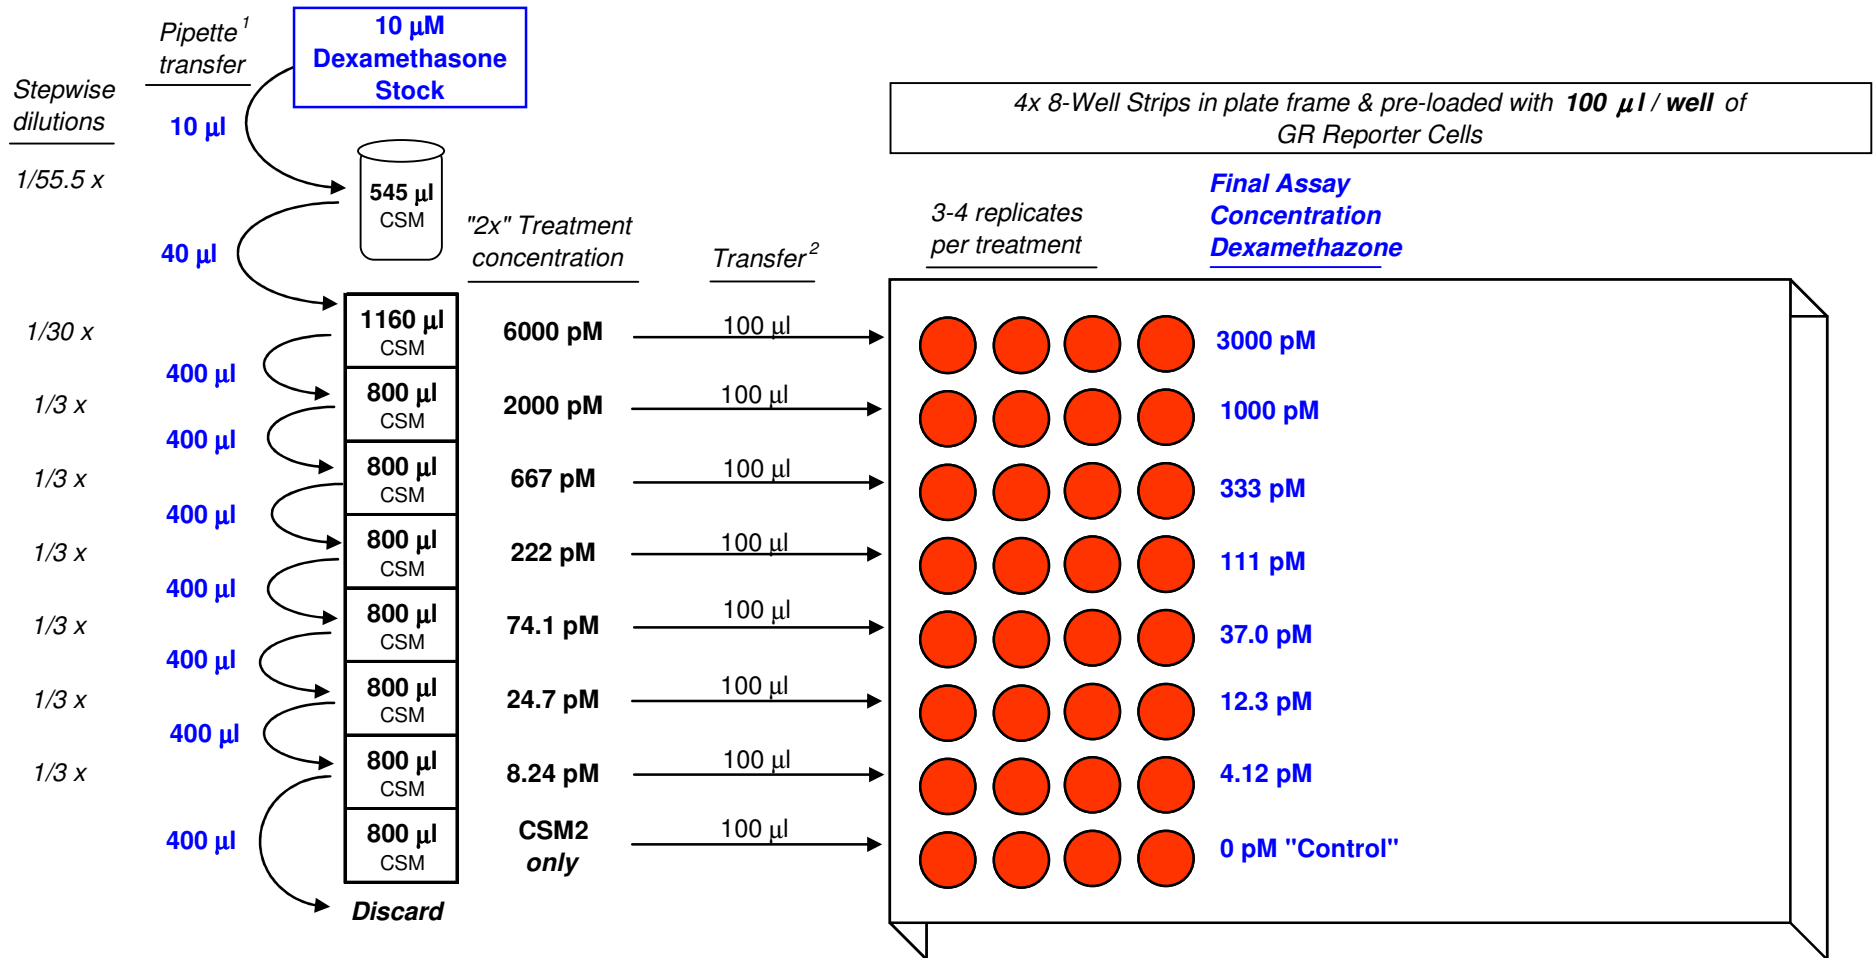 Pipette 1
transfer
10 µM
Dexamethasone
Stock
Stepwise
dilutions
10 µl
4x 8-Well Strips in plate frame & pre-loaded with 100 µl / well of
GR Reporter Cells
1/55.5 x
545 µl
CSM
40 µl
"2x" Treatment
concentration
Transfer 2
3-4 replicates
per treatment
Final Assay
Concentration
Dexamethazone
1/30 x
1160 µl
CSM
6000 pM
100 µl
3000 pM
400 µl
1/3 x
800 µl
CSM
2000 pM
100 µl
1000 pM
400 µl
1/3 x
800 µl
CSM
667 pM
100 µl
333 pM
400 µl
1/3 x
800 µl
CSM
222 pM
100 µl
111 pM
400 µl
1/3 x
800 µl
CSM
74.1 pM
100 µl
37.0 pM
400 µl
1/3 x
800 µl
CSM
24.7 pM
100 µl
12.3 pM
400 µl
1/3 x
800 µl
CSM
8.24 pM
100 µl
4.12 pM
400 µl
800 µl
CSM
CSM2
only
100 µl
0 pM "Control"
Discard